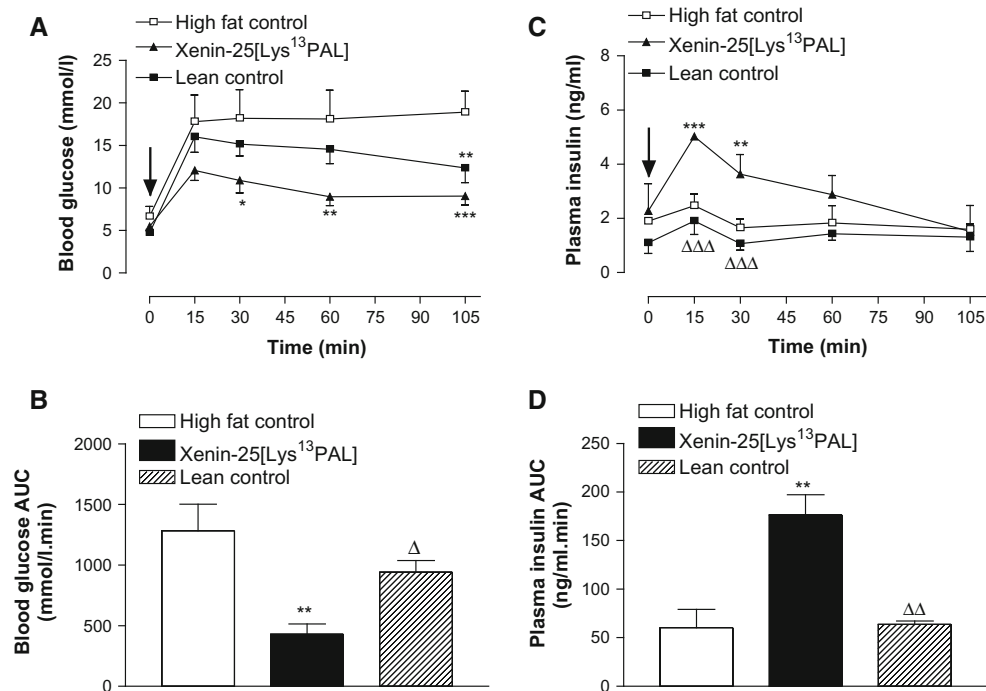 A
High fat control
Xenin-25[Lys¹³PAL]
Lean control
Blood glucose (mmol/l)
25
20
15
10
5
0
**
*
**
***
0 15 30 45 60 75 90 105
Time (min)
C
High fat control
Xenin-25[Lys¹³PAL]
Lean control
Plasma insulin (ng/ml)
8
6
4
2
0
***
**
ΔΔΔ
ΔΔΔ
0 15 30 45 60 75 90 105
Time (min)
B
High fat control
Xenin-25[Lys¹³PAL]
Lean control
Blood glucose AUC
(mmol/l.min)
2000
1500
1000
500
0
**
Δ
D
High fat control
Xenin-25[Lys¹³PAL]
Lean control
Plasma insulin AUC
(ng/ml.min)
250
200
150
100
50
0
**
ΔΔ